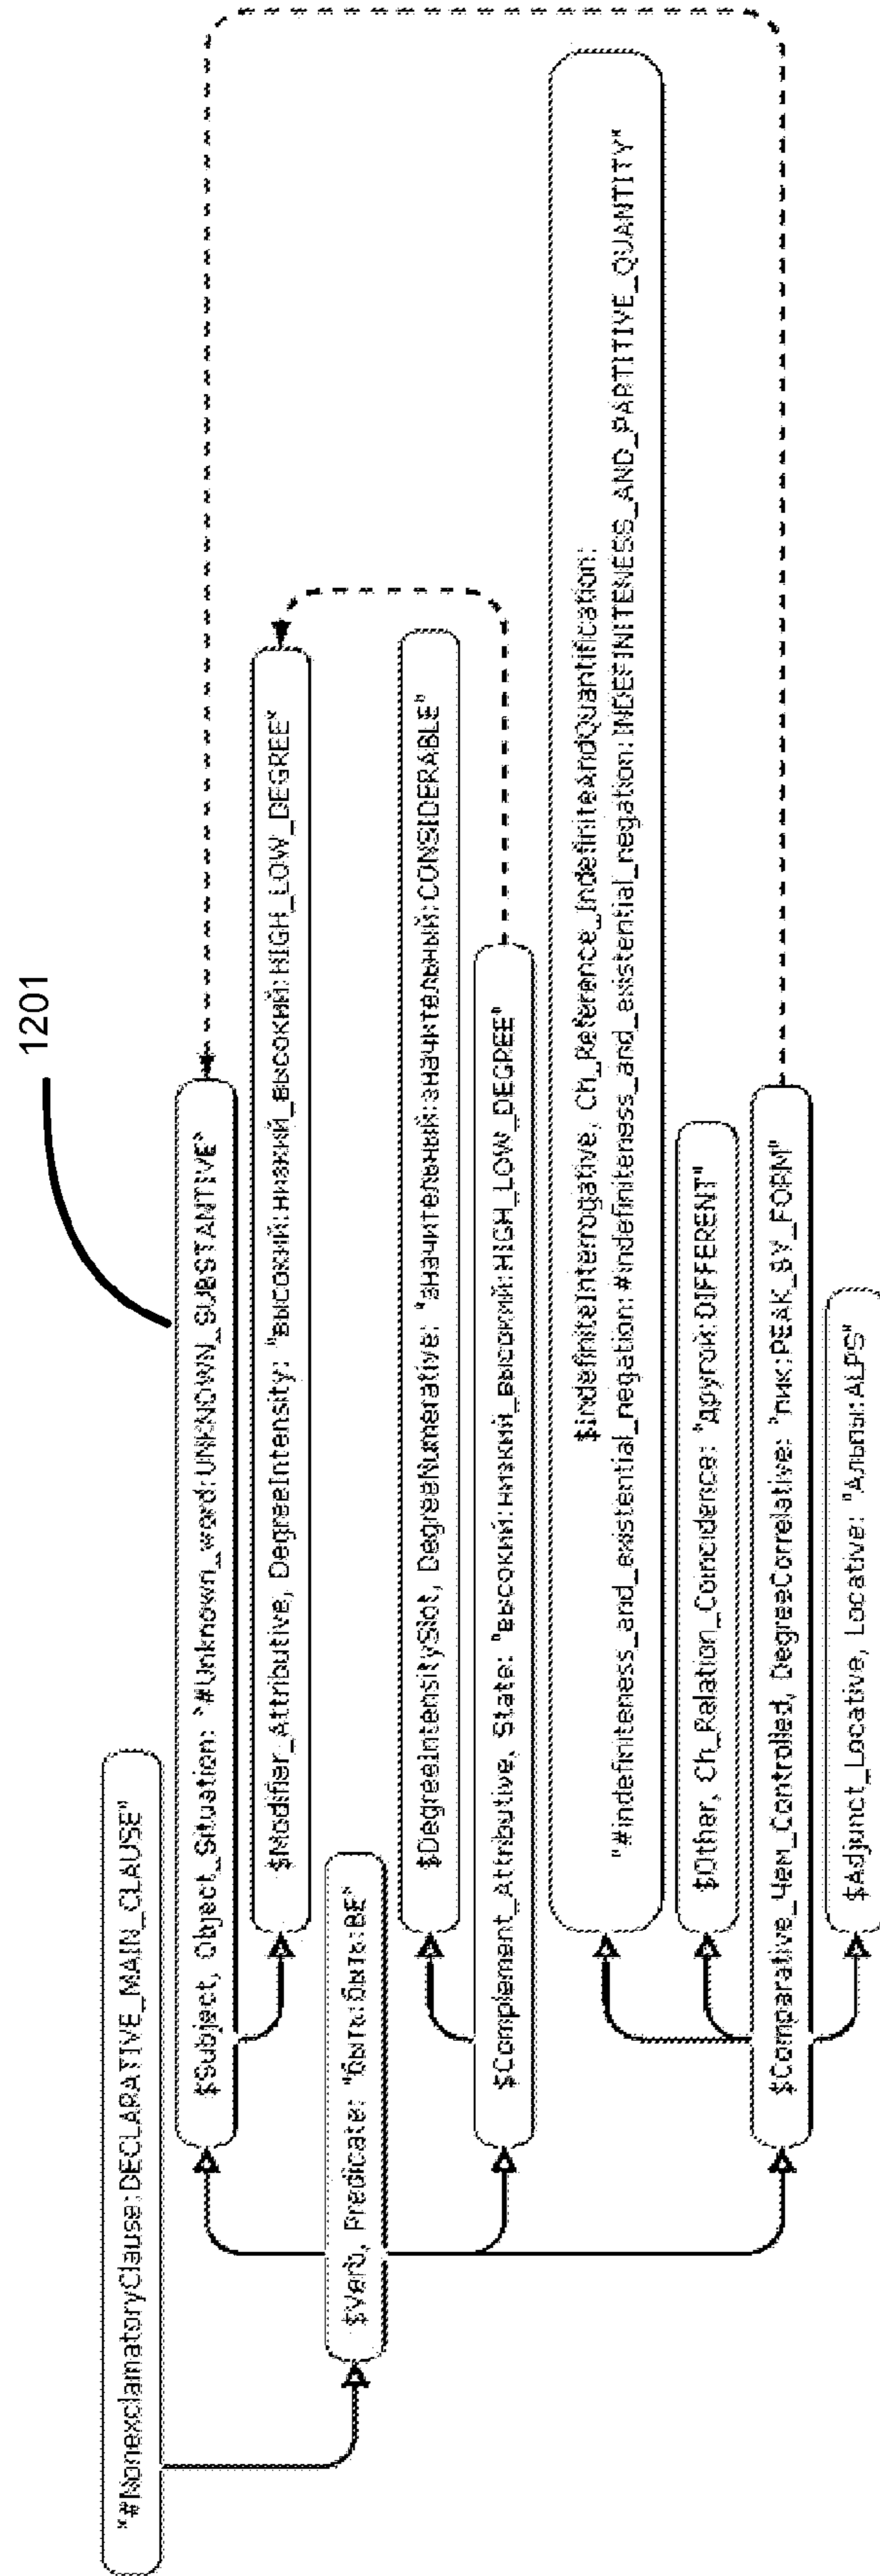 1201
"#NonexclamatoryClause:DECLARATIVE_MAIN_CLAUSE"
$Subject, Object_Situation: "#Unknown_word:UNKNOWN_SUBSTANTIVE"
$Modifier_Attributive, DegreeIntensity: "высокий:низкий_высокий:HIGH_LOW_DEGREE"
$Verb, Predicate: "быть:быть:BE"
$DegreeIntensitySlot, DegreeNumerative: "значительный:значительный:CONSIDERABLE"
$Complement_Attributive, State: "высокий:низкий_высокий:HIGH_LOW_DEGREE"
$IndefiniteInterrogative, Ch_Reference_IndefiniteAndQuantification:
"#indefiniteness_and_existential_negation:#indefiniteness_and_existential_negation:INDEFINITENESS_AND_PARTITIVE_QUANTITY"
$Other, Ch_Relation_Coincidence: "другой:DIFFERENT"
$Comparative_Чем_Controlled, DegreeCorrelative: "пик:PEAK_BY_FORM"
$Adjunct_Locative, Locative: "Альпы:ALPS"